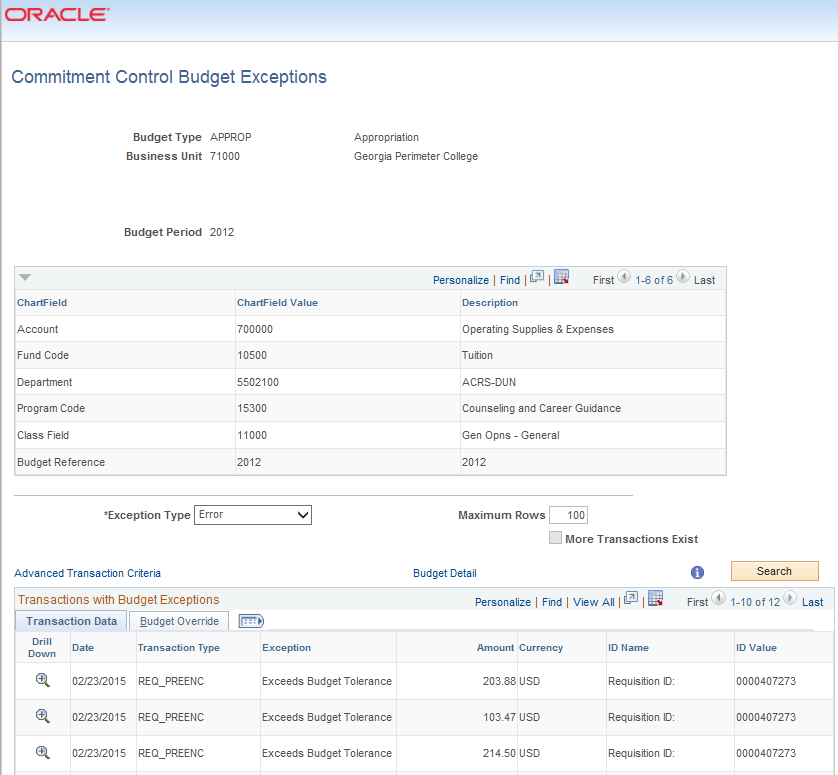 ORACLE
Commitment Control Budget Exceptions
Budget Type APPROP Appropriation
Business Unit 71000 Georgia Perimeter College
Budget Period 2012
Personalize | Find | | First 1-6 of 6 Last
ChartField ChartField Value Description
Account 700000 Operating Supplies & Expenses
Fund Code 10500 Tuition
Department 5502100 ACRS-DUN
Program Code 15300 Counseling and Career Guidance
Class Field 11000 Gen Opns - General
Budget Reference 2012 2012
*Exception Type Error Maximum Rows 100
More Transactions Exist
Advanced Transaction Criteria Budget Detail Search
Transactions with Budget Exceptions Personalize | Find | View All | | First 1-10 of 12 Last
Transaction Data Budget Override
Drill Down Date Transaction Type Exception Amount Currency ID Name ID Value
02/23/2015 REQ_PREENC Exceeds Budget Tolerance 203.88 USD Requisition ID: 0000407273
02/23/2015 REQ_PREENC Exceeds Budget Tolerance 103.47 USD Requisition ID: 0000407273
02/23/2015 REQ_PREENC Exceeds Budget Tolerance 214.50 USD Requisition ID: 0000407273